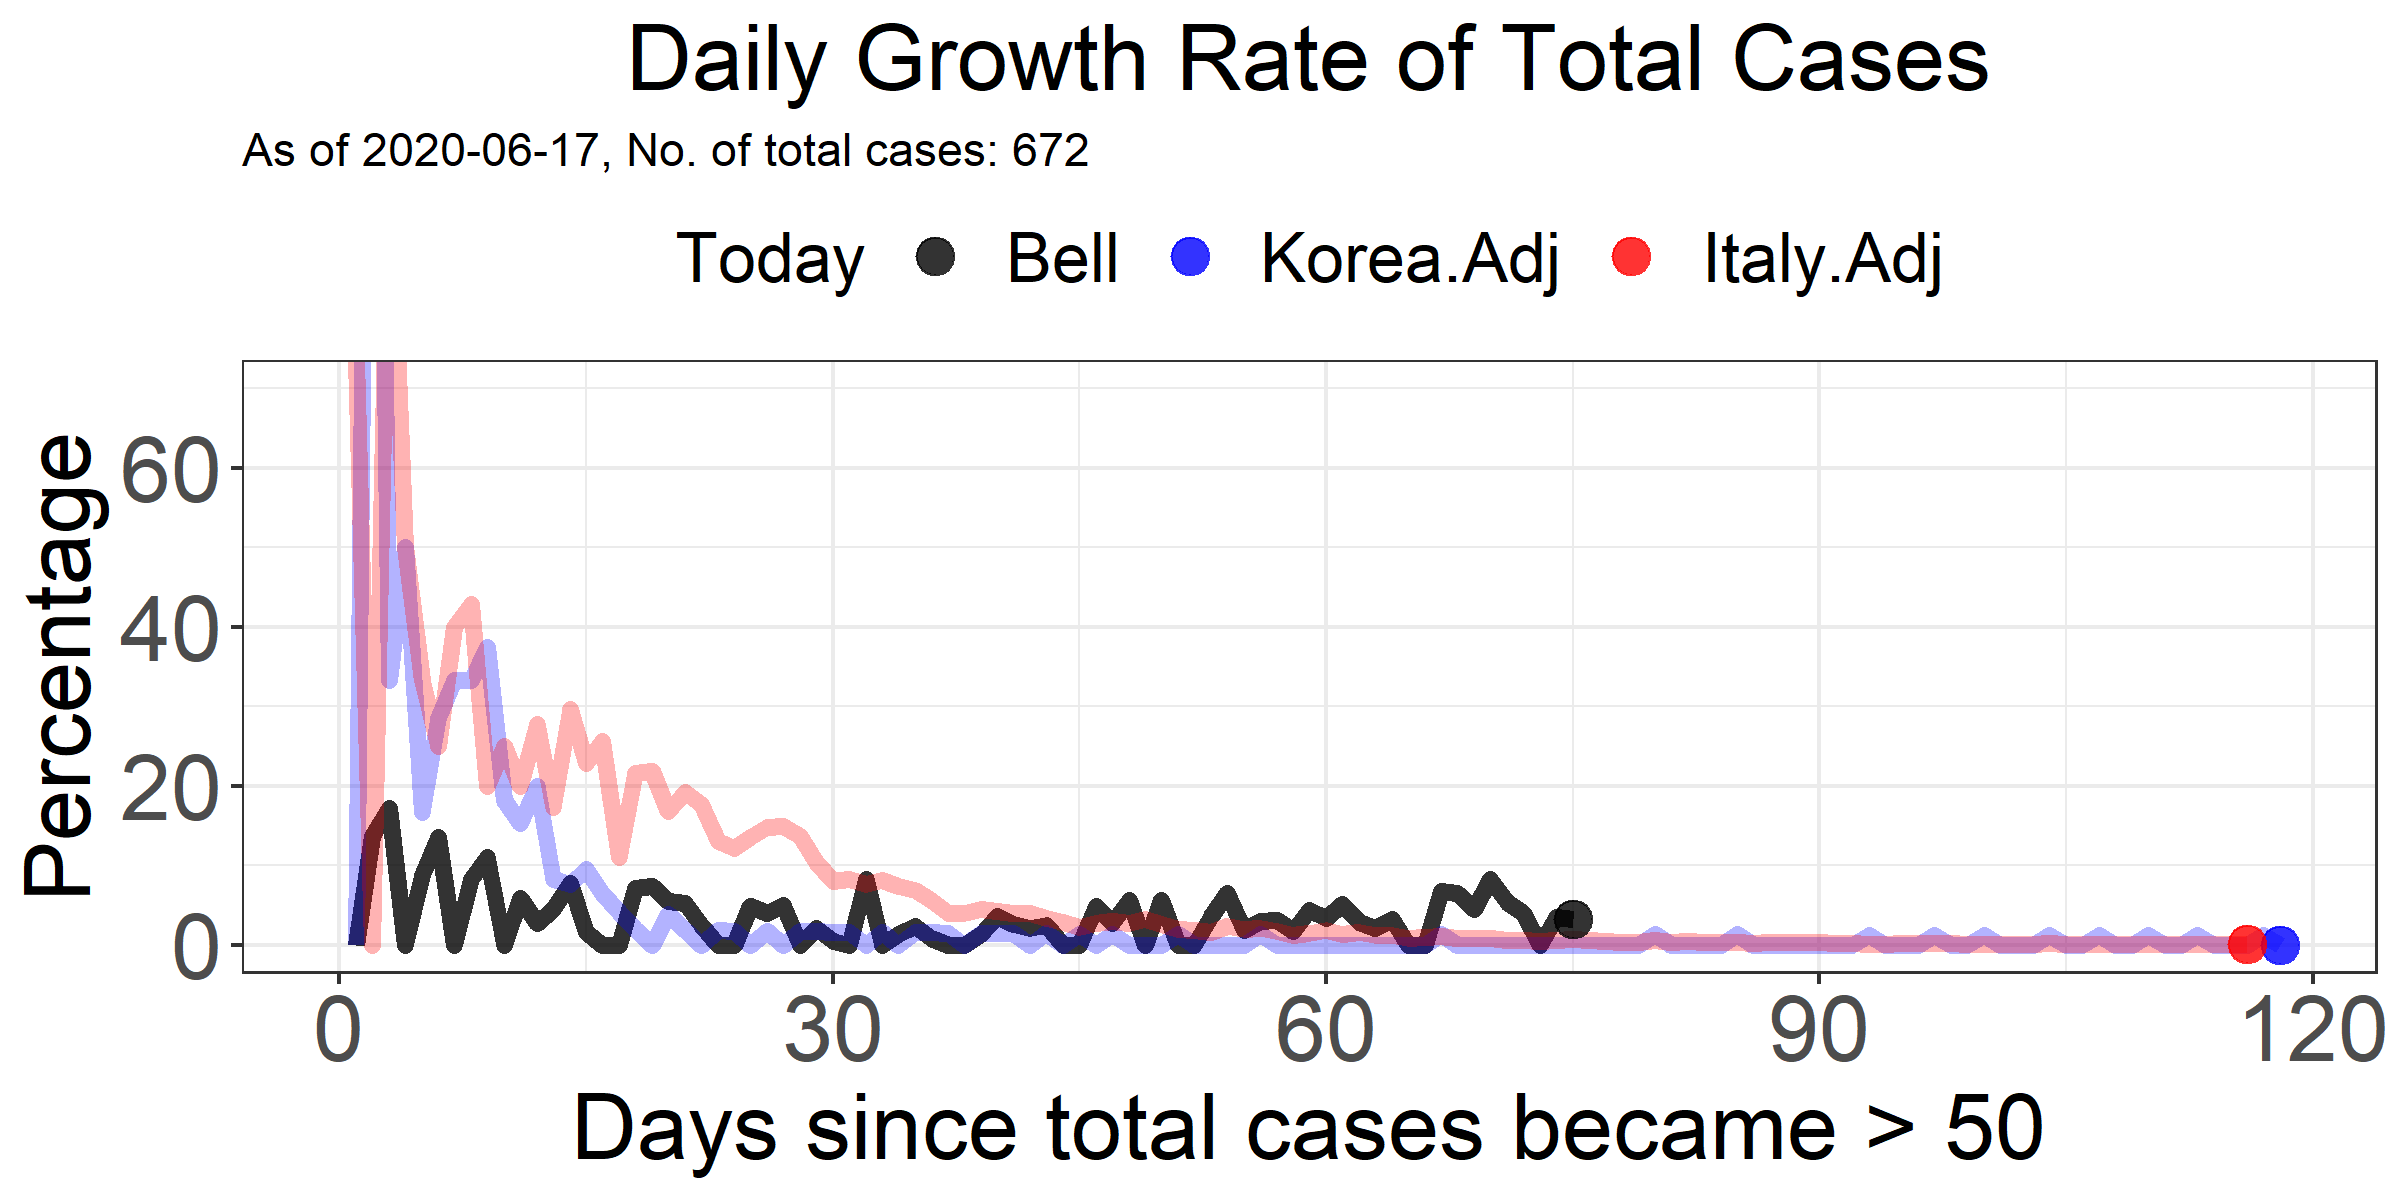 Daily Growth Rate of Total Cases
As of 2020-06-17, No. of total cases: 672
Today Bell Korea.Adj Italy.Adj
Percentage
60
40
20
0
0 30 60 90 120
Days since total cases became > 50